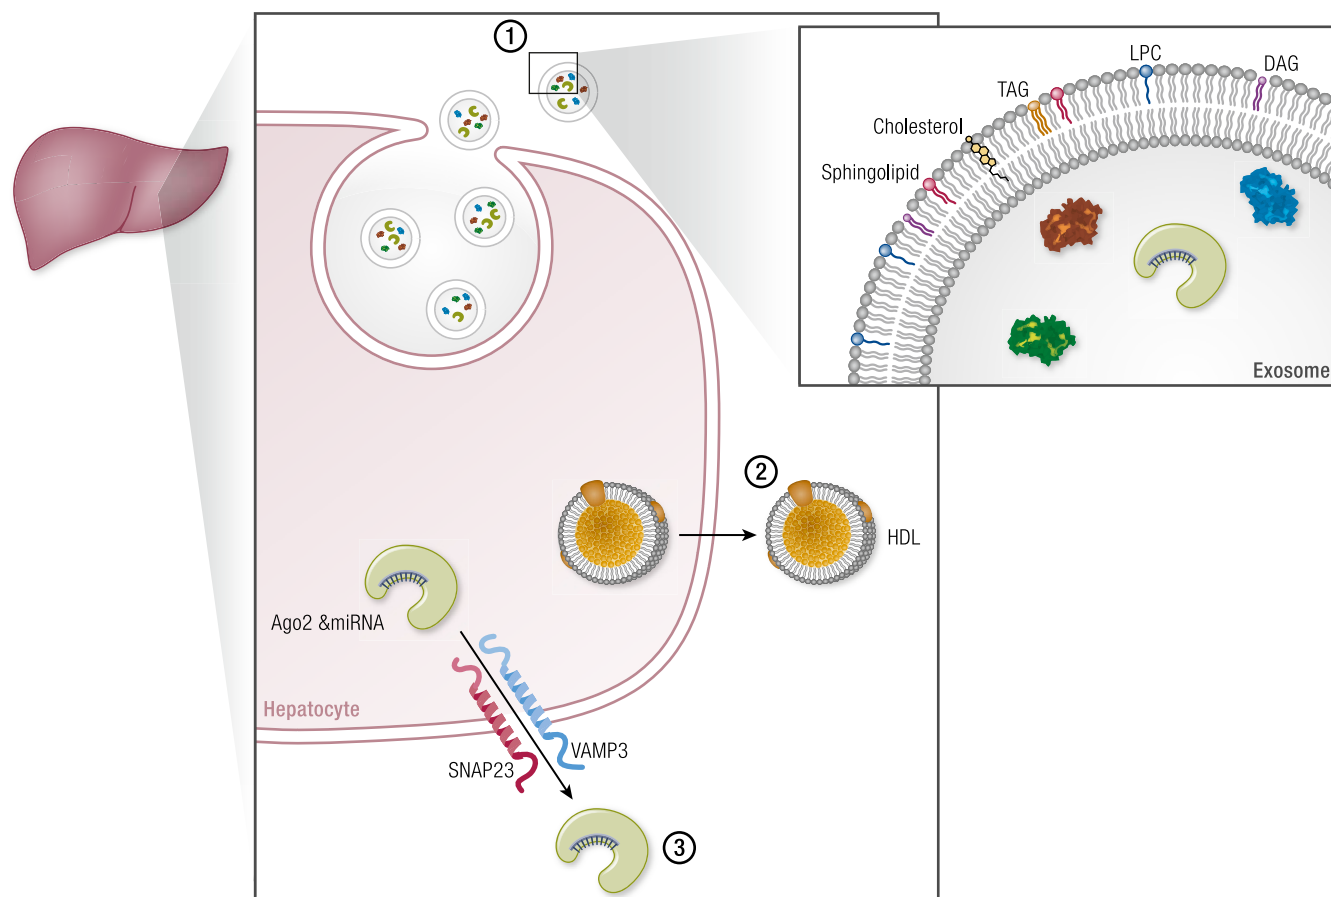 1
LPC
DAG
TAG
Cholesterol
Sphingolipid
Exosome
2
HDL
Ago2 &miRNA
Hepatocyte
VAMP3
SNAP23
3